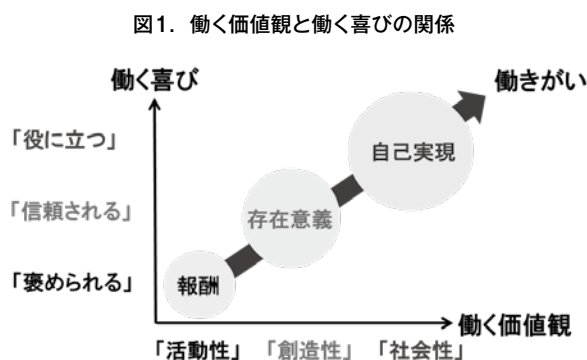 図1. 働く価値観と働く喜びの関係
働く喜び
働きがい
「役に立つ」
自己実現
「信頼される」
存在意義
「褒められる」
報酬
働く価値観
「活動性」 「創造性」 「社会性」